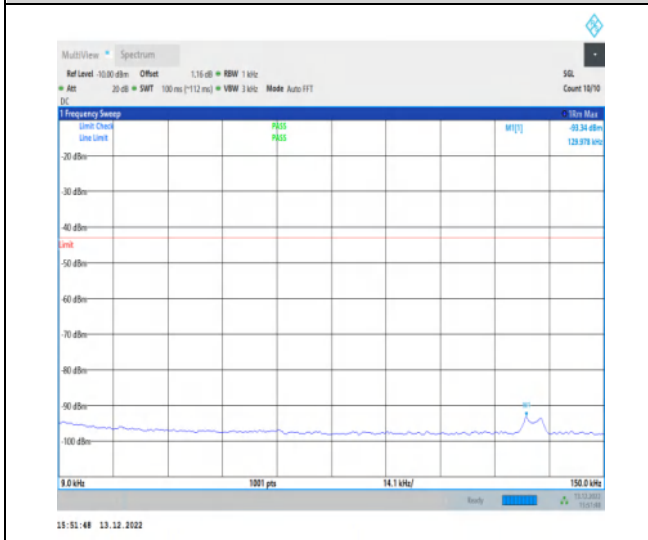 MultiView Spectrum
Ref Level -10.00 dBm Offset 1.16 dB RBW 1 kHz SGL
Att 20 dB SWT 100 ms (~112 ms) VBW 3 kHz Mode Auto FFT Count 10/10
DC
1 Frequency Sweep 1Rm Max
Limit Check PASS M1[1] -93.34 dBm
Line Limit PASS 129.978 kHz
-20 dBm
-30 dBm
-40 dBm
Limit
-50 dBm
-60 dBm
-70 dBm
-80 dBm
-90 dBm
M1
-100 dBm
9.0 kHz 1001 pts 14.1 kHz/ 150.0 kHz
Ready 13.12.2022
15:51:48 13.12.2022